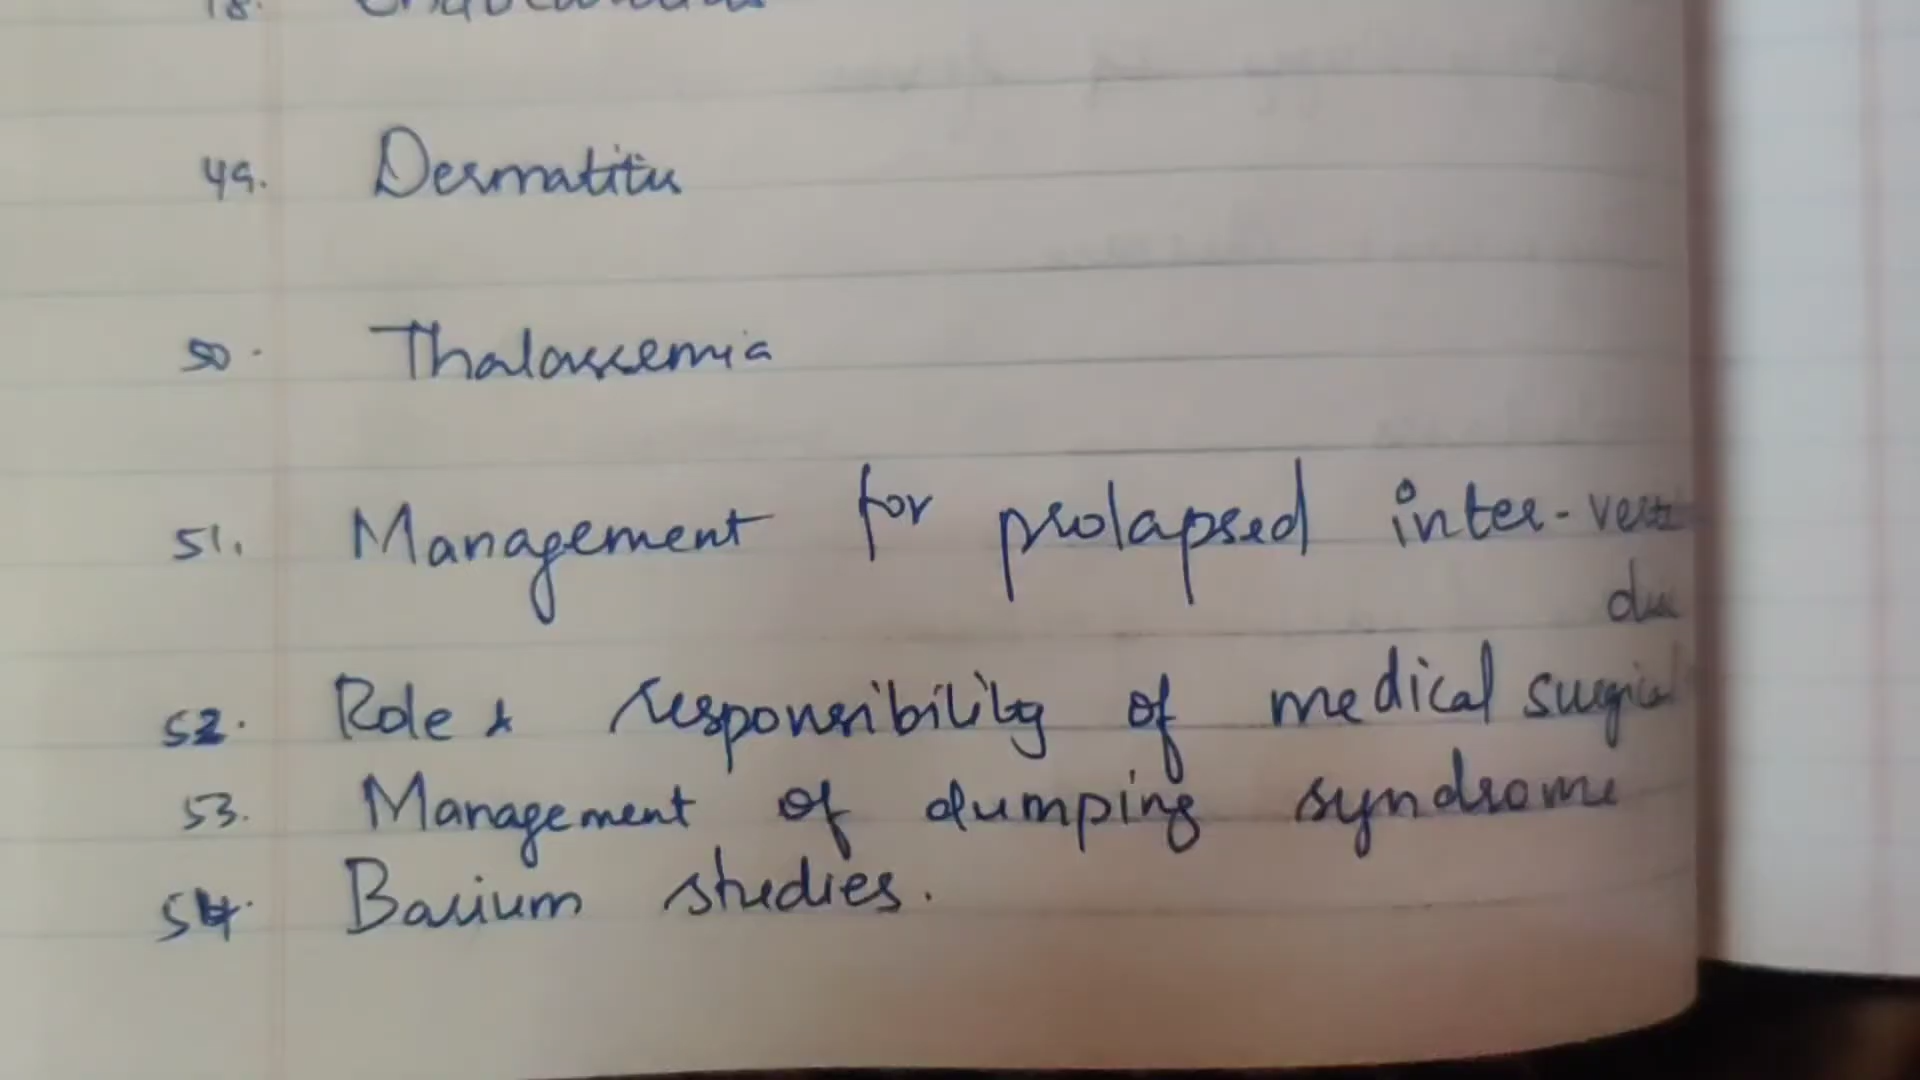 49. Dermatitis
50. Thalassemia
51. Management for prolapsed inter-
52. Role & responsibility of medical surgical
53. Management of dumping syndrome
54. Barium studies.